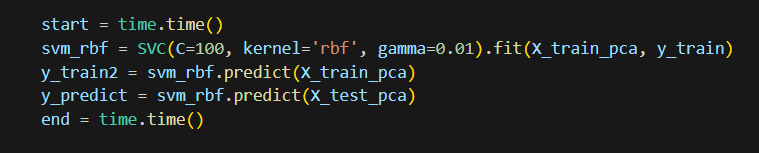 start = time.time()
svm_rbf = SVC(C=100, kernel='rbf', gamma=0.01).fit(X_train_pca, y_train)
y_train2 = svm_rbf.predict(X_train_pca)
y_predict = svm_rbf.predict(X_test_pca)
end = time.time()